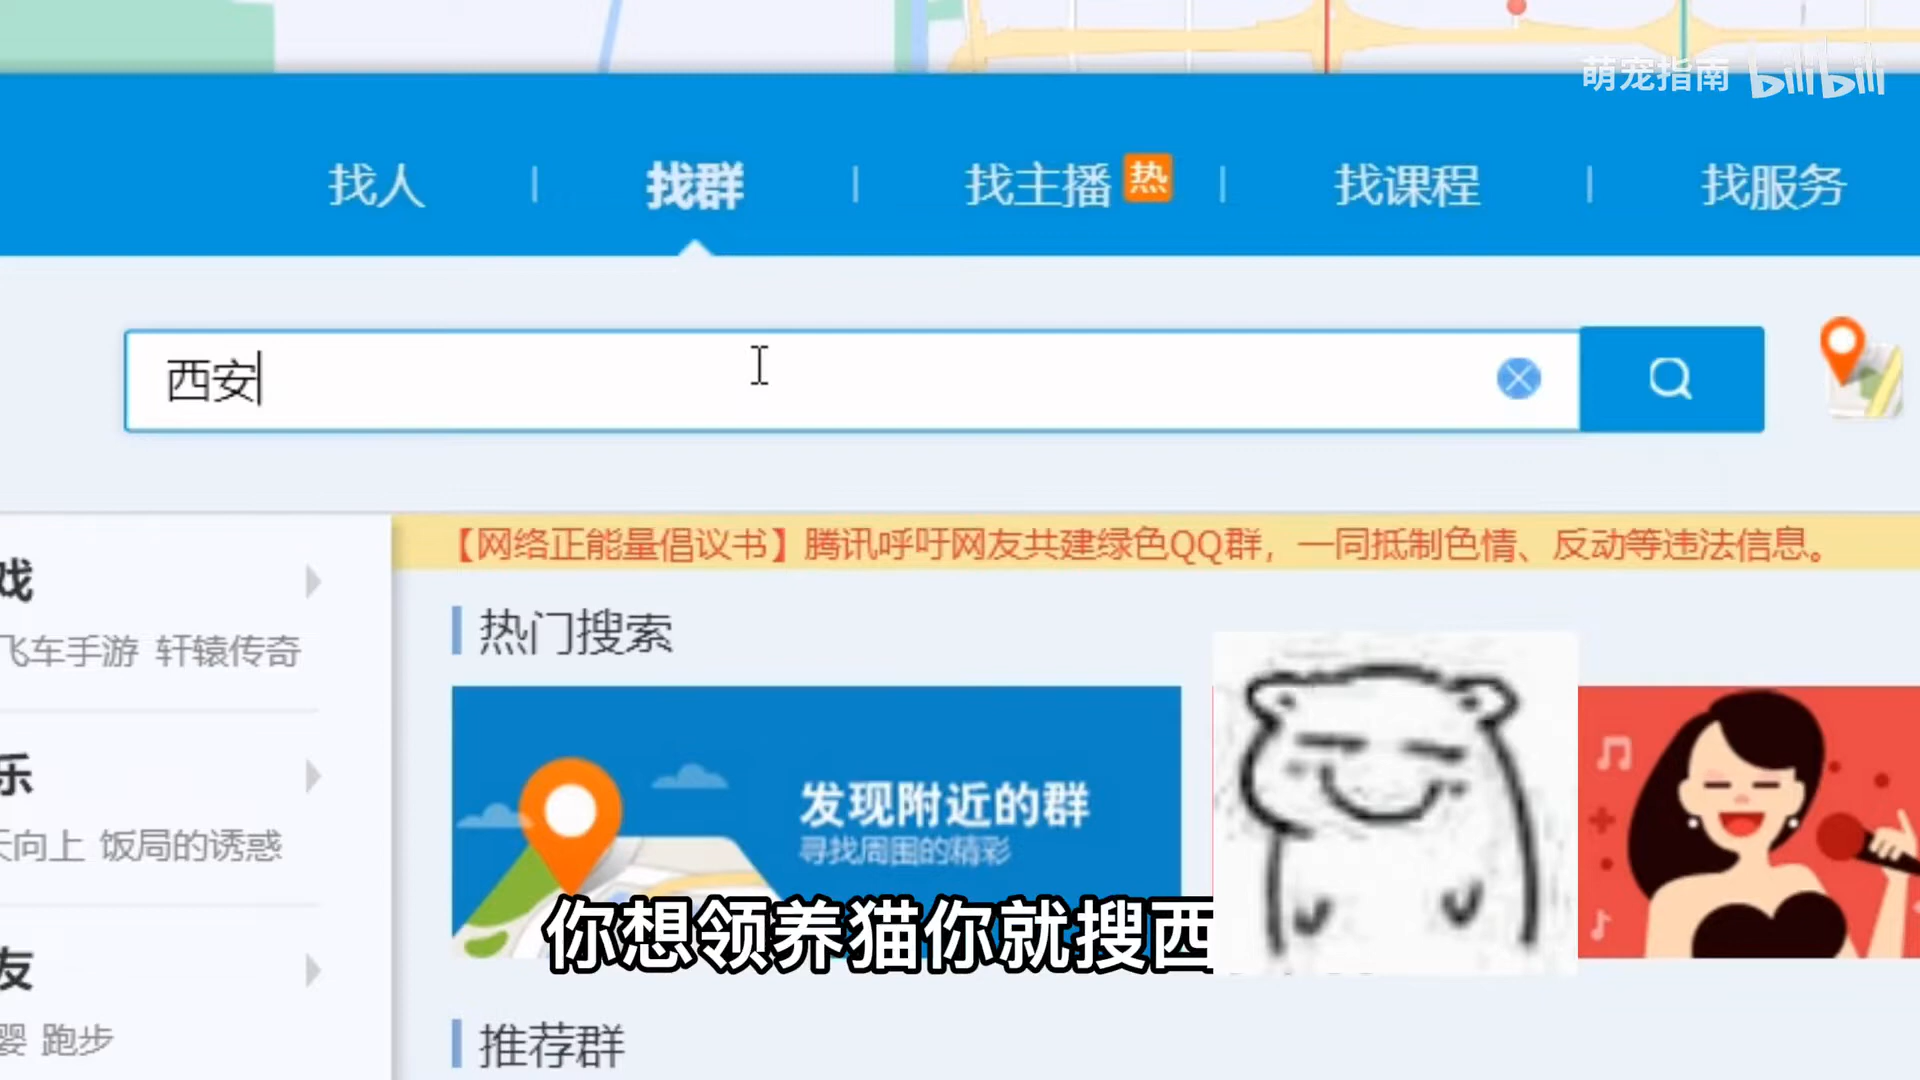 萌宠指南 bilibili
找人 找群 找主播 热 找课程 找服务
西安
【网络正能量倡议书】腾讯呼吁网友共建绿色QQ群，一同抵制色情、反动等违法信息。
戏
飞车手游 轩辕传奇
热门搜索
乐
天向上 饭局的诱惑
发现附近的群
寻找周围的精彩
你想领养猫你就搜西
友
婴 跑步
推荐群